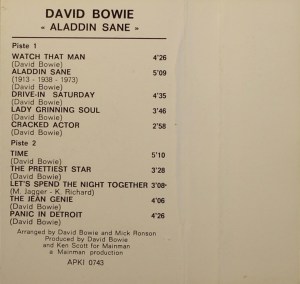 DAVID BOWIE
« ALADDIN SANE »
Piste 1
WATCH THAT MAN 4'26
(David Bowie)
ALADDIN SANE 5'09
(1913 - 1938 - 197?)
DRIVE-IN SATURDAY 4'35
(David Bowie)
LADY GRINNING SOUL 3'46
(David Bowie)
CRACKED ACTOR 2'58
(David Bowie)
Piste 2
TIME 5'10
(David Bowie)
THE PRETTIEST STAR 3'28
(David Bowie)
LET'S SPEND THE NIGHT TOGETHER 3'08
(M. Jagger - K. Richard)
THE JEAN GENIE 4'06
(David Bowie)
PANIC IN DETROIT 4'26
(David Bowie)
Arranged by David Bowie and Mick Ronson
Produced by David Bowie
and Ken Scott for Mainman
a Mainman production
APKI 0743